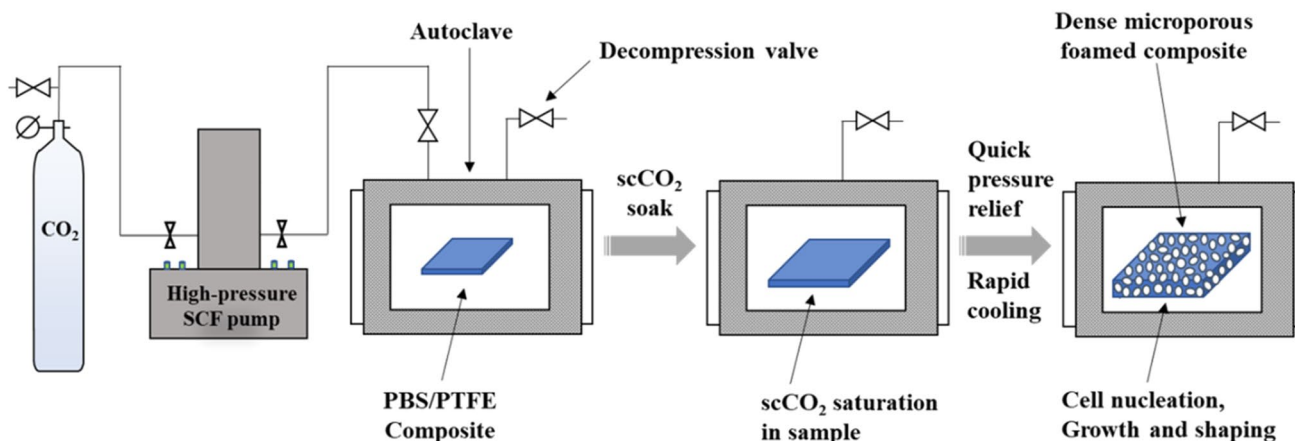 Autoclave
Decompression valve
CO₂
High-pressure
SCF pump
PBS/PTFE
Composite
scCO₂
soak
scCO₂ saturation
in sample
Quick
pressure
relief
Rapid
cooling
Dense microporous
foamed composite
Cell nucleation,
Growth and shaping